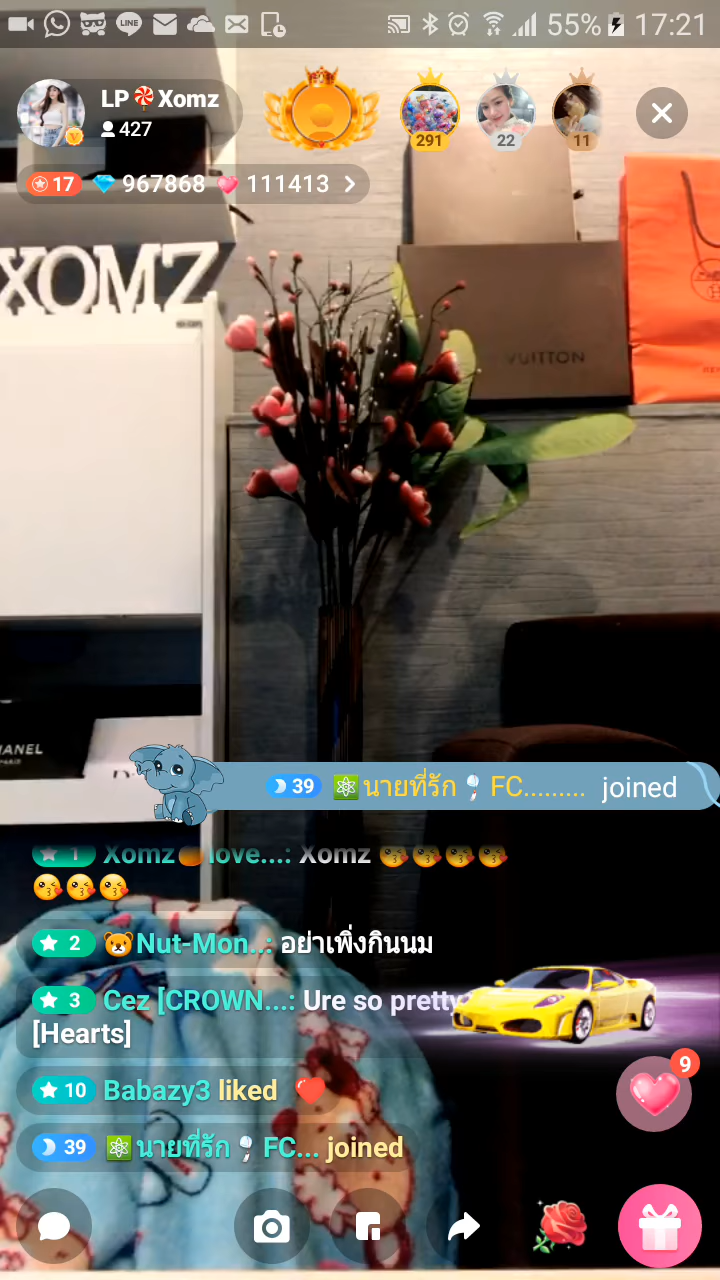 LINE
55%
17:21
LP Xomz
427
291
22
11
17
967868
111413
XOMZ
VUITTON
39 นายที่รัก FC......... joined
1 Xomz love...: Xomz
2 Nut-Mon...: อย่าเพิ่งกินนม
3 Cez [CROWN...: Ure so pretty
[Hearts]
10 Babazy3 liked
9
39 นายที่รัก FC... joined